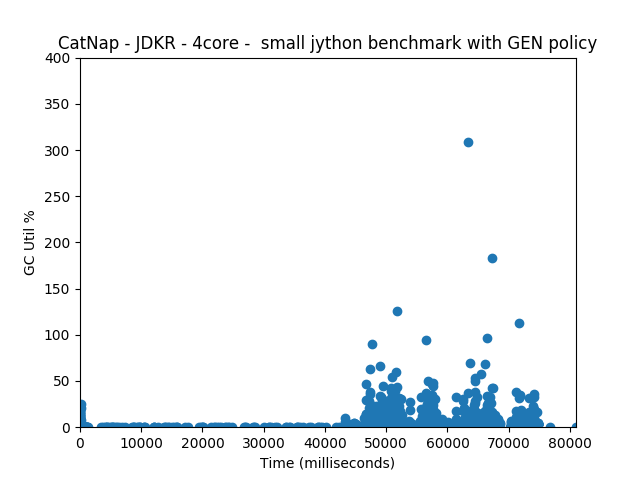 CatNap - JDKR - 4core -  small jython benchmark with GEN policy
400
350
300
250
200
150
100
50
0
GC Util %
0 10000 20000 30000 40000 50000 60000 70000 80000
Time (milliseconds)